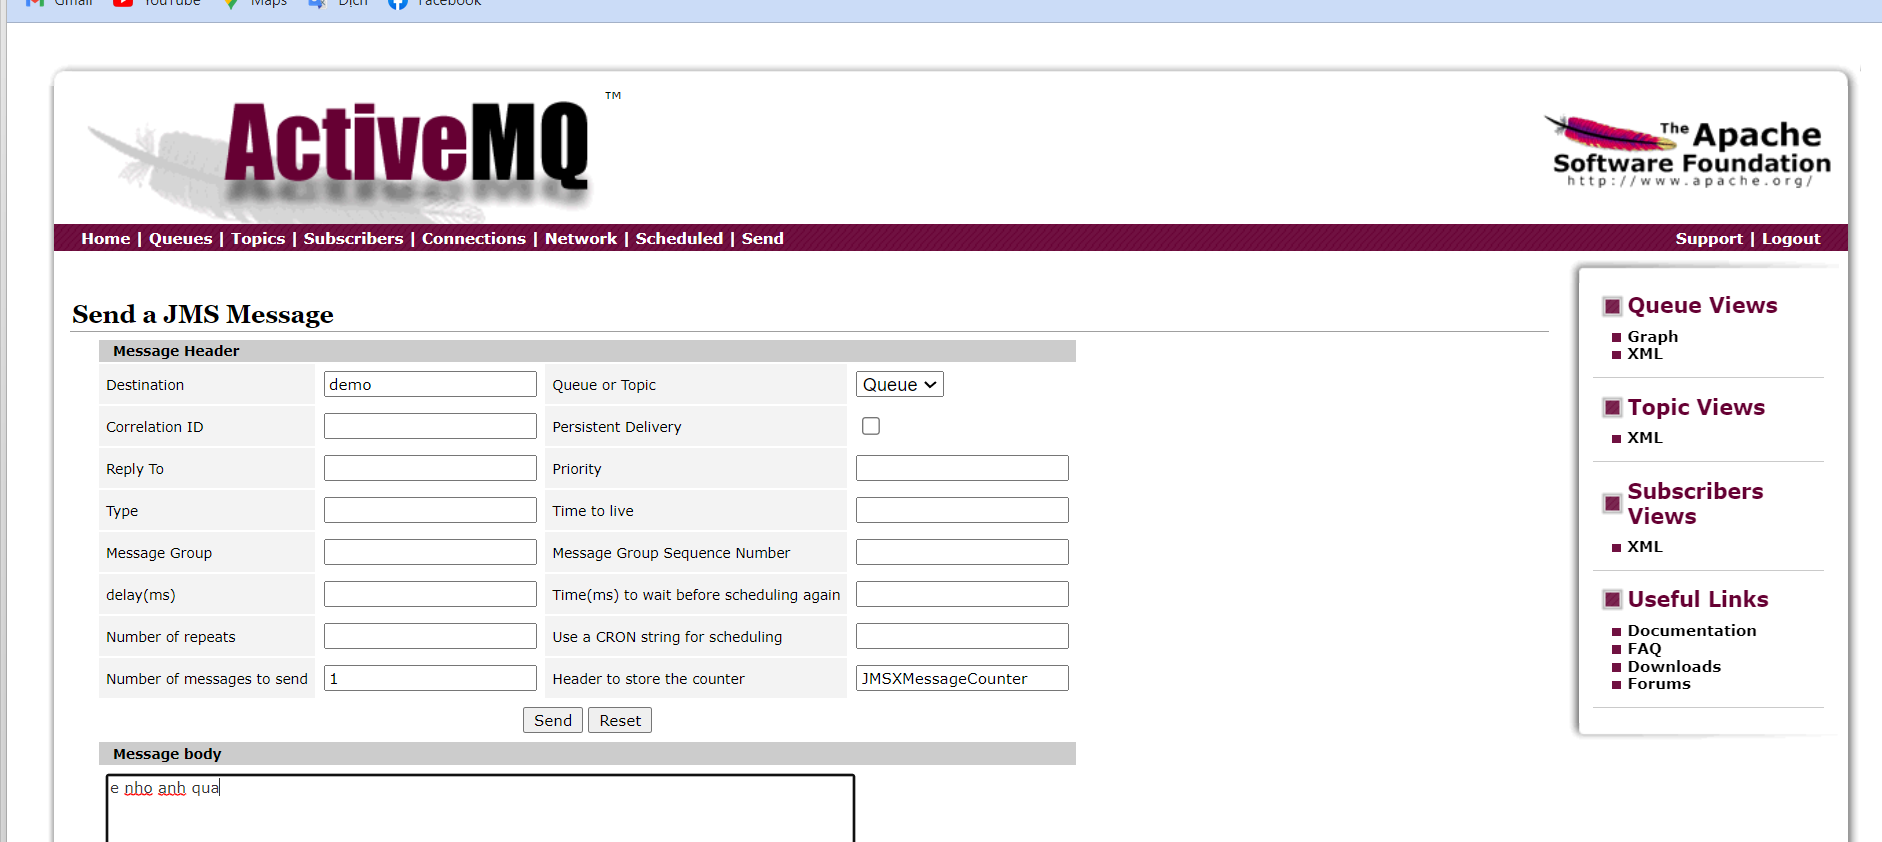 Gmail YouTube Maps Dịch Facebook
ActiveMQ TM
The Apache
Software Foundation
http://www.apache.org/
Home | Queues | Topics | Subscribers | Connections | Network | Scheduled | Send
Support | Logout
Send a JMS Message
Message Header
Destination demo Queue or Topic Queue
Correlation ID Persistent Delivery
Reply To Priority
Type Time to live
Message Group Message Group Sequence Number
delay(ms) Time(ms) to wait before scheduling again
Number of repeats Use a CRON string for scheduling
Number of messages to send 1 Header to store the counter JMSXMessageCounter
Send Reset
Message body
e nho anh qua
Queue Views
Graph
XML
Topic Views
XML
Subscribers
Views
XML
Useful Links
Documentation
FAQ
Downloads
Forums